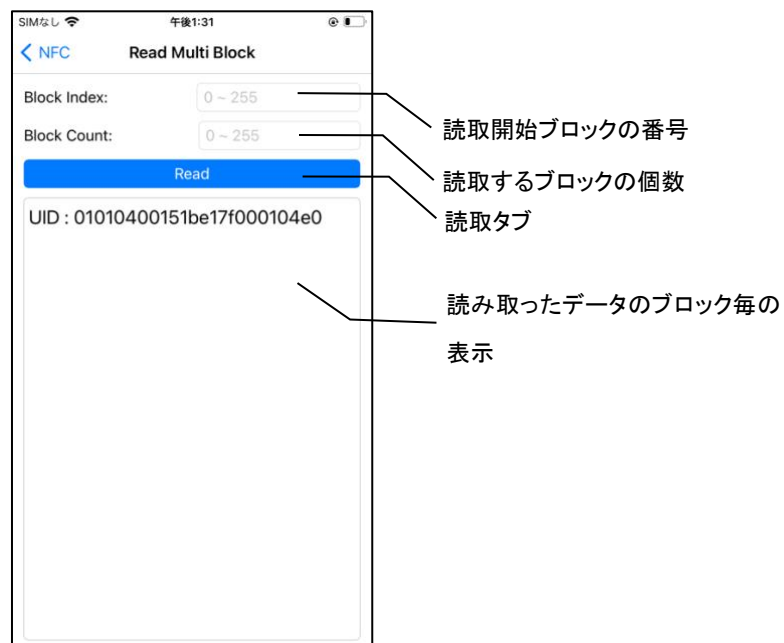 SIMなし 午後1:31
NFC Read Multi Block
Block Index: 0 ~ 255
読取開始ブロックの番号
Block Count: 0 ~ 255
読取するブロックの個数
Read
読取タブ
UID : 01010400151be17f000104e0
読み取ったデータのブロック毎の
表示